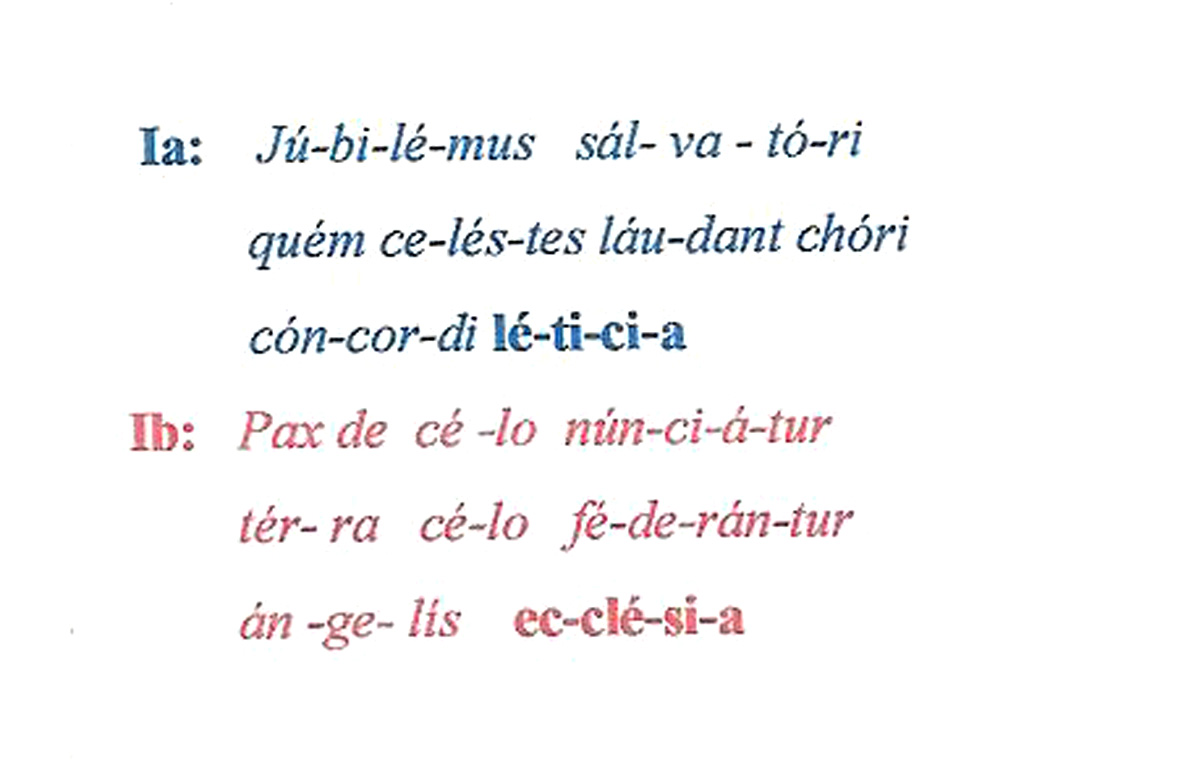 Ia: Jú-bi-lé-mus sál- va - tó-ri
quém ce-lés-tes láu-dant chóri
cón-cor-di lé-ti-ci-a
Ib: Pax de cé -lo nún-ci-á-tur
tér- ra cé-lo fé-de-rán-tur
án -ge- lís ec-clé-si-a